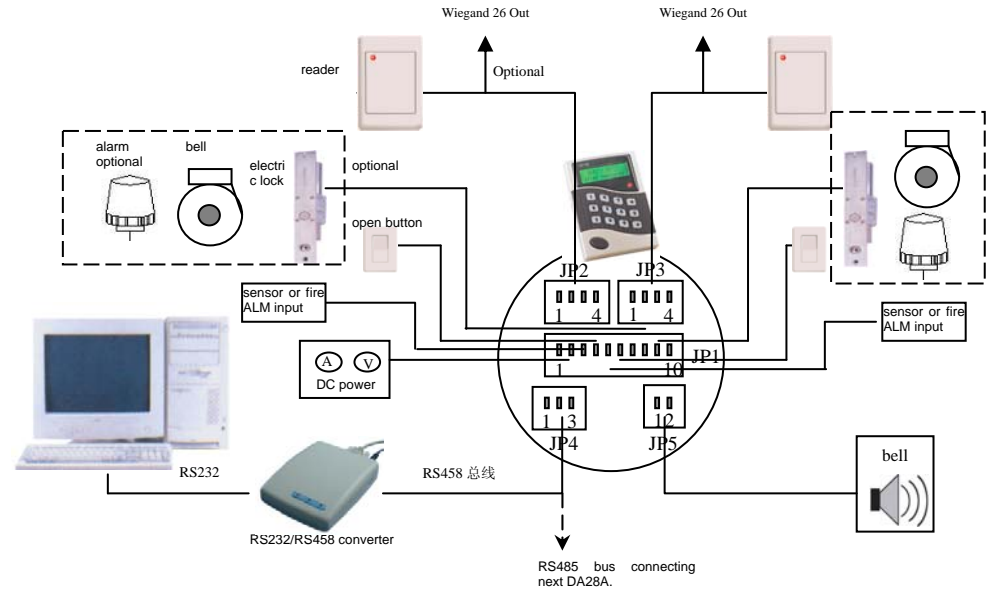 Wiegand 26 Out
Wiegand 26 Out
reader
Optional
alarm
optional
bell
electri
c lock
optional
open button
JP2
JP3
1 4
1 4
sensor or fire
ALM input
sensor or fire
ALM input
1 10
JP1
A V
DC power
1 3
12
JP4
JP5
bell
RS232
RS458 总线
RS232/RS458 converter
RS485 bus connecting
next DA28A.